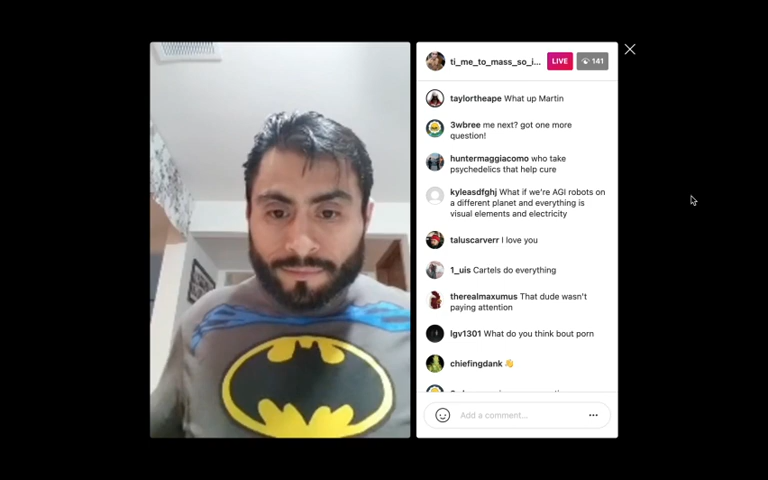 ti_me_to_mass_so_i...
LIVE
141
taylortheape What up Martin
3wbree me next? got one more
question!
huntermaggiacomo who take
psychedelics that help cure
kyleasdfghj What if we're AGI robots on
a different planet and everything is
visual elements and electricity
taluscarverr I love you
1_uis Cartels do everything
therealmaxumus That dude wasn't
paying attention
lgv1301 What do you think bout porn
chiefingdank 👋
Add a comment...